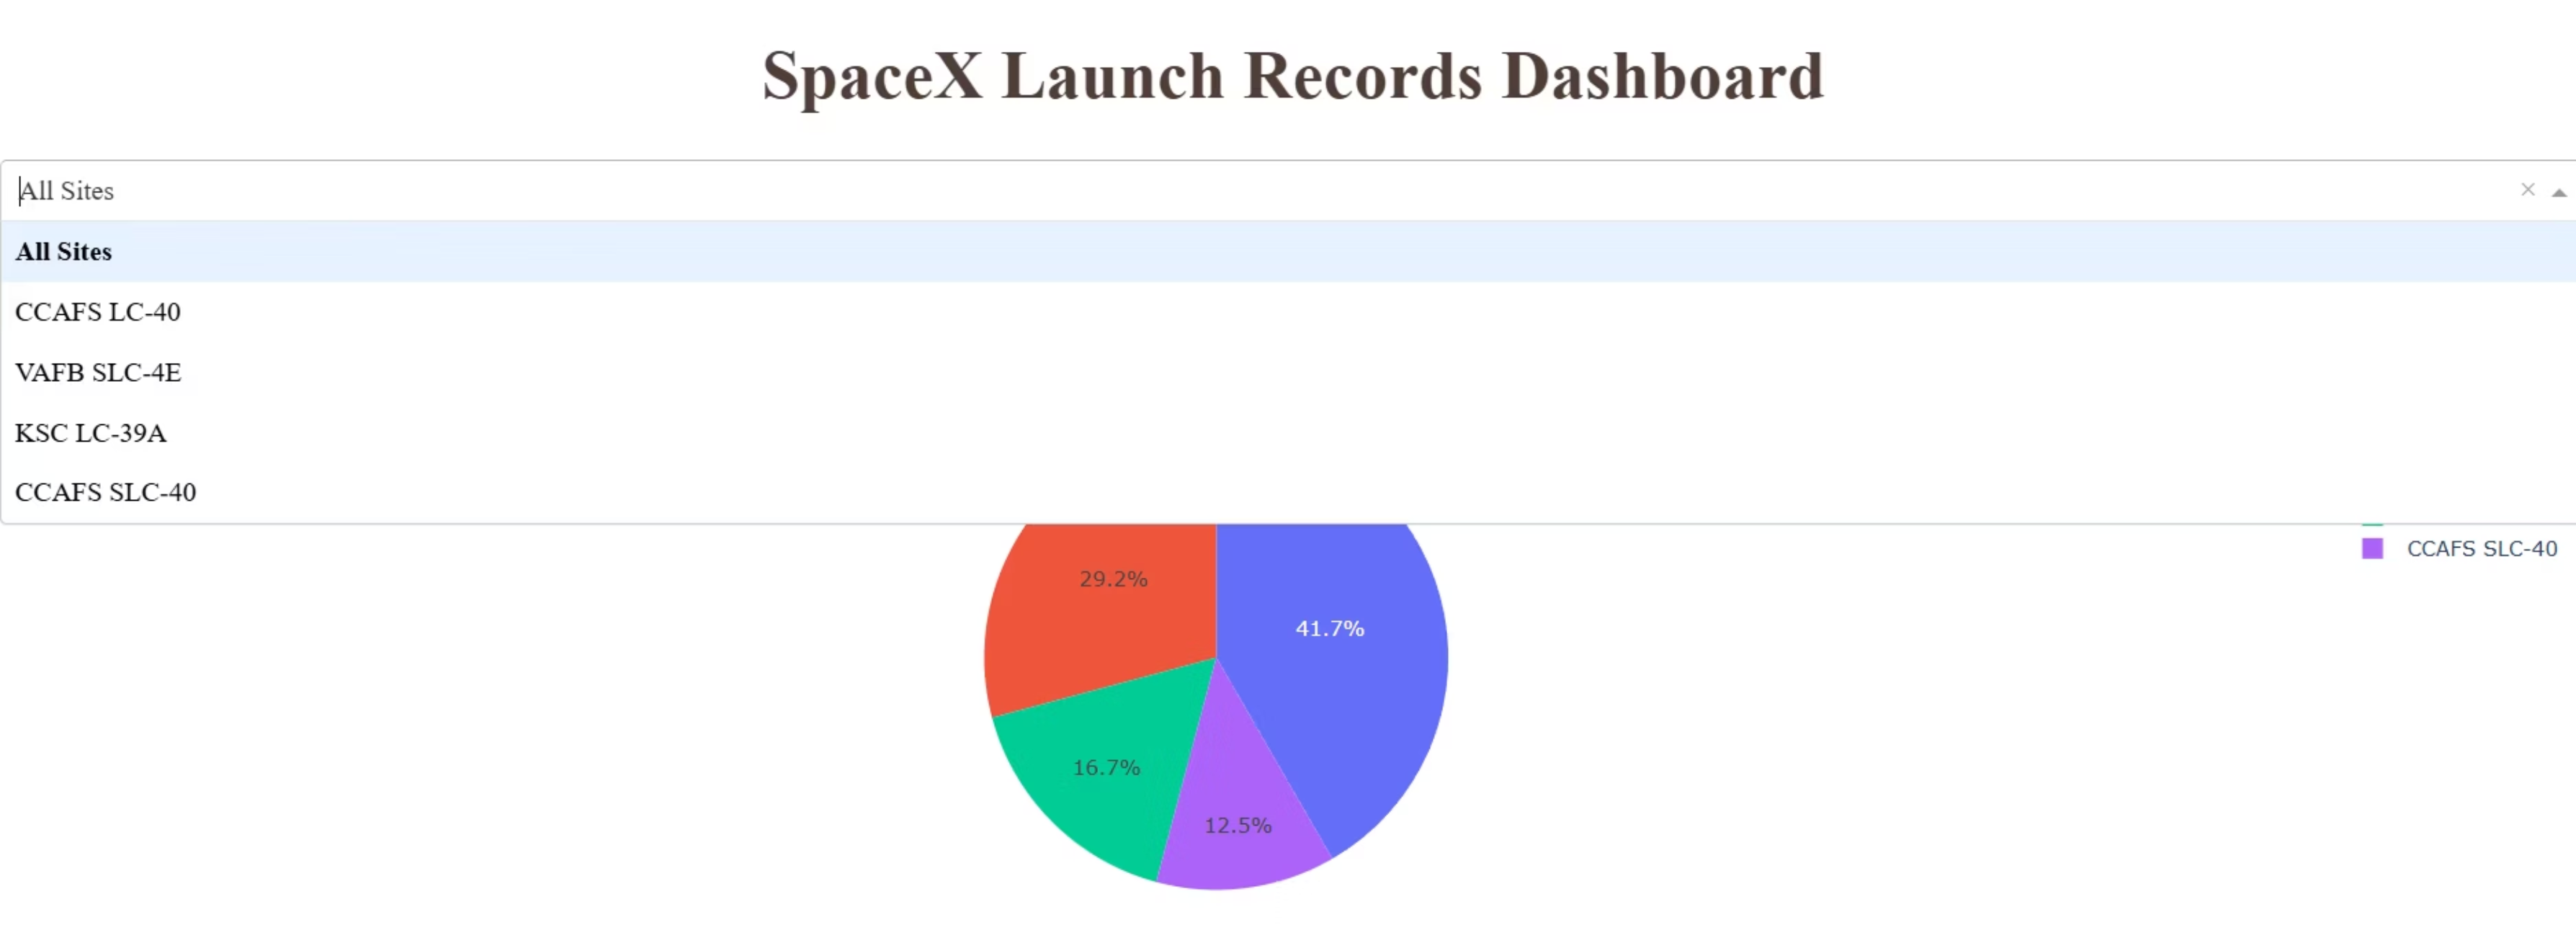 SpaceX Launch Records Dashboard
All Sites
All Sites
CCAFS LC-40
VAFB SLC-4E
KSC LC-39A
CCAFS SLC-40
CCAFS SLC-40
29.2%
41.7%
16.7%
12.5%